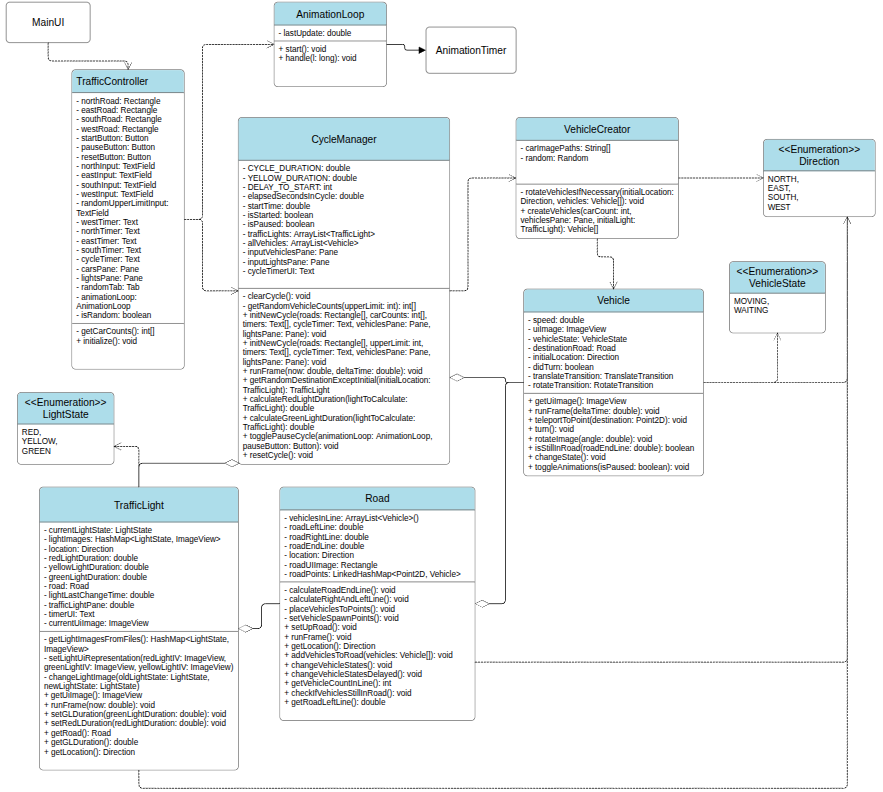 MainUI
AnimationLoop
- lastUpdate: double
+ start(): void
+ handle(l: long): void
AnimationTimer
TrafficController
- northRoad: Rectangle
- eastRoad: Rectangle
- southRoad: Rectangle
- westRoad: Rectangle
- startButton: Button
- pauseButton: Button
- resetButton: Button
- northInput: TextField
- eastInput: TextField
- southInput: TextField
- westInput: TextField
- randomUpperLimitInput:
TextField
- westTimer: Text
- northTimer: Text
- eastTimer: Text
- southTimer: Text
- cycleTimer: Text
- carsPane: Pane
- lightsPane: Pane
- randomTab: Tab
- animationLoop:
AnimationLoop
- isRandom: boolean
- getCarCounts(): int[]
+ initialize(): void
CycleManager
- CYCLE_DURATION: double
- YELLOW_DURATION: double
- DELAY_TO_START: int
- elapsedSecondsInCycle: double
- startTime: double
- isStarted: boolean
- isPaused: boolean
- trafficLights: ArrayList<TrafficLight>
- allVehicles: ArrayList<Vehicle>
- inputVehiclesPane: Pane
- inputLightsPane: Pane
- cycleTimerUI: Text
- clearCycle(): void
- getRandomVehicleCounts(upperLimit: int): int[]
+ initNewCycle(roads: Rectangle[], carCounts: int[],
timers: Text[], cycleTimer: Text, vehiclesPane: Pane,
lightsPane: Pane): void
+ initNewCycle(roads: Rectangle[], upperLimit: int,
timers: Text[], cycleTimer: Text, vehiclesPane: Pane,
lightsPane: Pane): void
+ runFrame(now: double, deltaTime: double): void
+ getRandomDestinationExceptInitial(initialLocation:
TrafficLight): TrafficLight
+ calculateRedLightDuration(lightToCalculate:
TrafficLight): double
+ calculateGreenLightDuration(lightToCalculate:
TrafficLight): double
+ togglePauseCycle(animationLoop: AnimationLoop,
pauseButton: Button): void
+ resetCycle(): void
VehicleCreator
- carImagePaths: String[]
- random: Random
- rotateVehiclesIfNecessary(initialLocation:
Direction, vehicles: Vehicle[]): void
+ createVehicles(carCount: int,
vehiclesPane: Pane, initialLight:
TrafficLight): Vehicle[]
<<Enumeration>>
Direction
NORTH,
EAST,
SOUTH,
WEST
<<Enumeration>>
VehicleState
MOVING,
WAITING
Vehicle
- speed: double
- uiImage: ImageView
- vehicleState: VehicleState
- destinationRoad: Road
- initialLocation: Direction
- didTurn: boolean
- translateTransition: TranslateTransition
- rotateTransition: RotateTransition
+ getUiImage(): ImageView
+ runFrame(deltaTime: double): void
+ teleportToPoint(destination: Point2D): void
+ turn(): void
+ rotateImage(angle: double): void
+ isStillInRoad(roadEndLine: double): boolean
+ changeState(): void
+ toggleAnimations(isPaused: boolean): void
<<Enumeration>>
LightState
RED,
YELLOW,
GREEN
TrafficLight
- currentLightState: LightState
- lightImages: HashMap<LightState, ImageView>
- location: Direction
- redLightDuration: double
- yellowLightDuration: double
- greenLightDuration: double
- road: Road
- lightLastChangeTime: double
- trafficLightPane: double
- timerUI: Text
- currentUiImage: ImageView
- getLightImagesFromFiles(): HashMap<LightState,
ImageView>
- setLightUiRepresentation(redLightIV: ImageView,
greenLightIV: ImageView, yellowLightIV: ImageView)
- changeLightImage(oldLightState: LightState,
newLightState: LightState)
+ getUiImage(): ImageView
+ runFrame(now: double): void
+ setGLDuration(greenLightDuration: double): void
+ setRedLDuration(redLightDuration: double): void
+ getRoad(): Road
+ getGLDuration(): double
+ getLocation(): Direction
Road
- vehiclesInLine: ArrayList<Vehicle>()
- roadLeftLine: double
- roadRightLine: double
- roadEndLine: double
- location: Direction
- roadUIImage: Rectangle
- roadPoints: LinkedHashMap<Point2D, Vehicle>
- calculateRoadEndLine(): void
- calculateRightAndLeftLine(): void
- placeVehiclesToPoints(): void
- setVehicleSpawnPoints(): void
+ setUpRoad(): void
+ runFrame(): void
+ getLocation(): Direction
+ addVehiclesToRoad(vehicles: Vehicle[]): void
+ changeVehicleStates(): void
+ changeVehicleStatesDelayed(): void
+ getVehicleCountInLine(): int
+ checkIfVehiclesStillInRoad(): void
+ getRoadLeftLine(): double